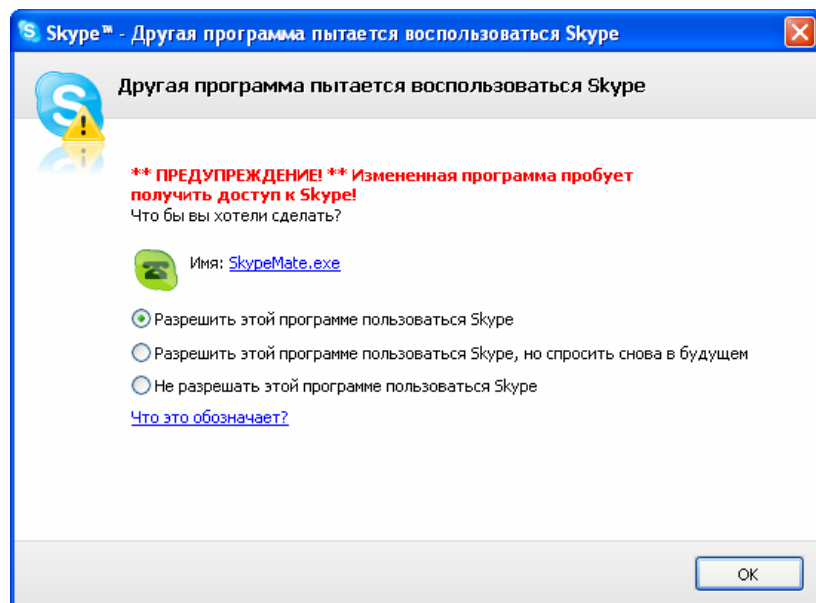 Skype™ - Другая программа пытается воспользоваться Skype
Другая программа пытается воспользоваться Skype
** ПРЕДУПРЕЖДЕНИЕ! ** Измененная программа пробует
получить доступ к Skype!
Что бы вы хотели сделать?
Имя: SkypeMate.exe
Разрешить этой программе пользоваться Skype
Разрешить этой программе пользоваться Skype, но спросить снова в будущем
Не разрешать этой программе пользоваться Skype
Что это обозначает?
OK